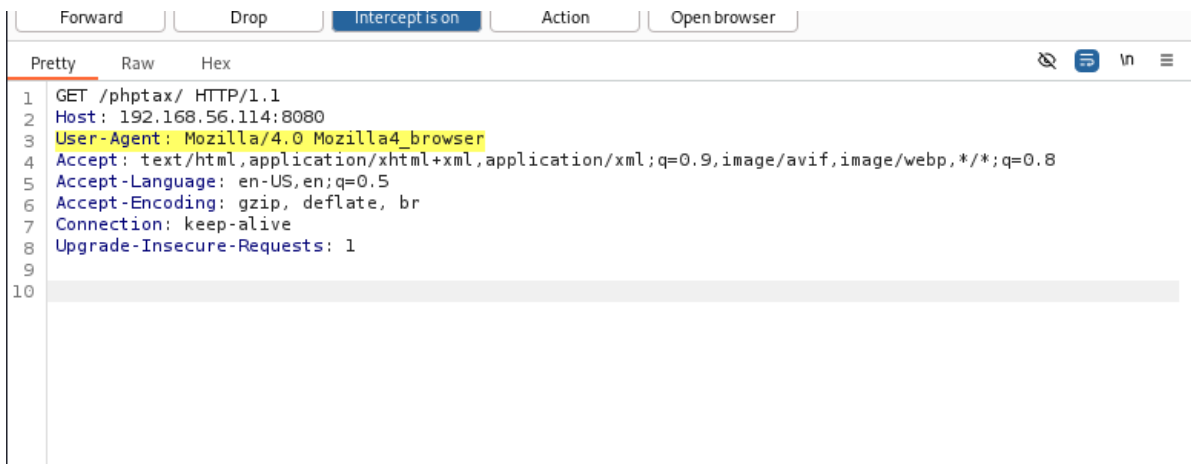 Forward Drop Intercept is on Action Open browser
Pretty Raw Hex \n
1 GET /phptax/ HTTP/1.1
2 Host: 192.168.56.114:8080
3 User-Agent: Mozilla/4.0 Mozilla4_browser
4 Accept: text/html,application/xhtml+xml,application/xml;q=0.9,image/avif,image/webp,*/*;q=0.8
5 Accept-Language: en-US,en;q=0.5
6 Accept-Encoding: gzip, deflate, br
7 Connection: keep-alive
8 Upgrade-Insecure-Requests: 1
9
10